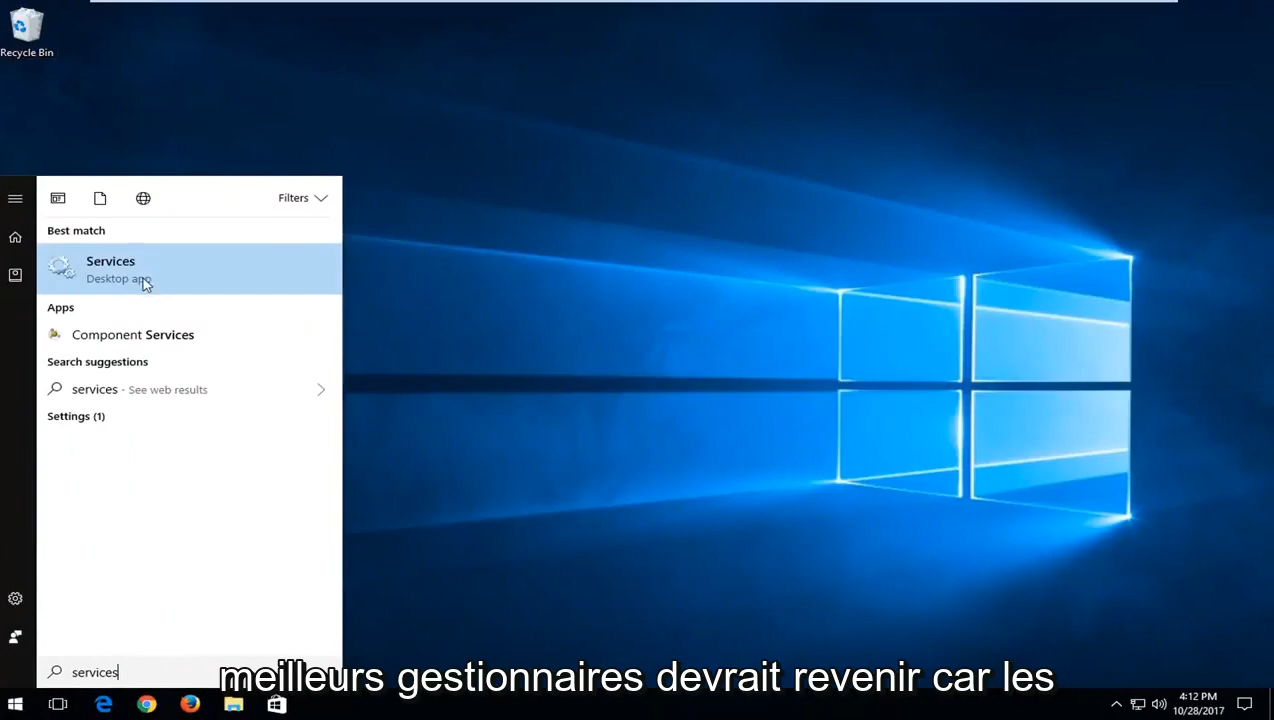 Recycle Bin
Filters
Best match
Services
Desktop app
Apps
Component Services
Search suggestions
services - See web results
Settings (1)
services
meilleurs gestionnaires devrait revenir car les
4:12 PM
10/28/2017